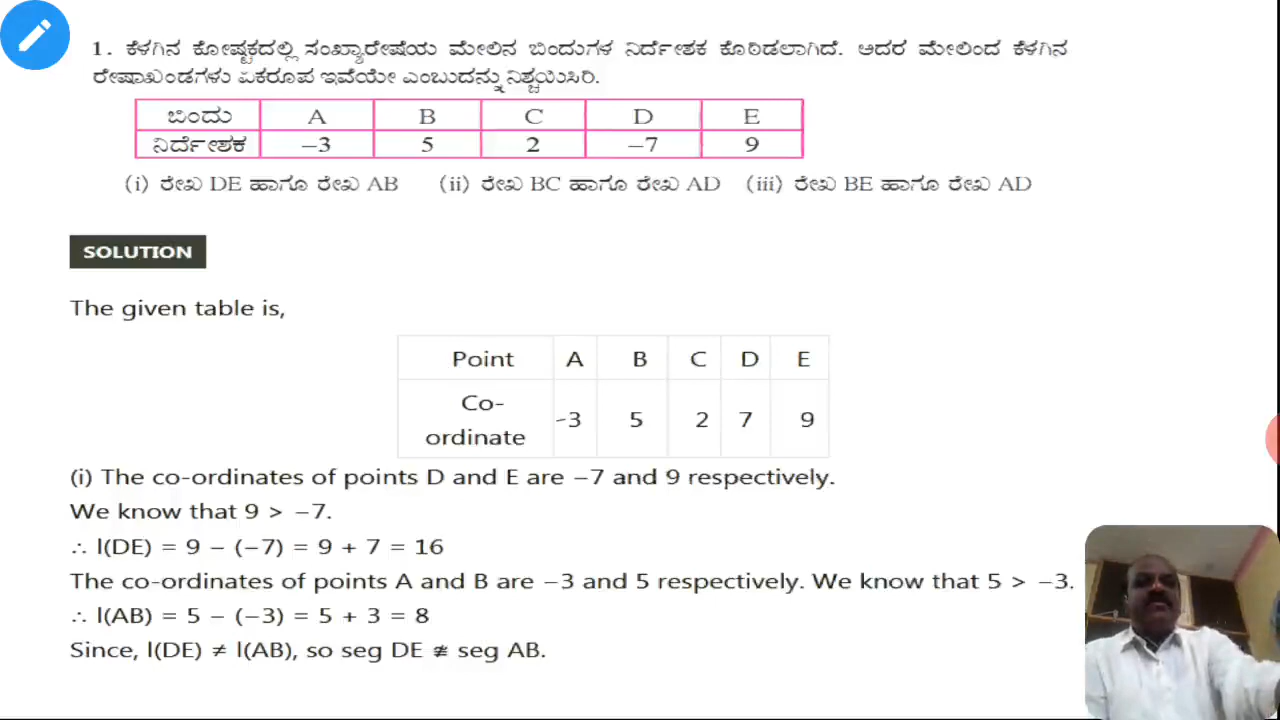 1. ಕೆಳಗಿನ ಕೋಷ್ಟಕದಲ್ಲಿ ಸಂಖ್ಯಾರೇಷೆಯ ಮೇಲಿನ ಬಿಂದುಗಳ ನಿರ್ದೇಶಕ ಕೊಡಲಾಗಿದೆ. ಅದರ ಮೇಲಿಂದ ಕೆಳಗಿನ
ರೇಷಾಖಂಡಗಳು ಏಕರೂಪ ಇವೆಯೇ ಎಂಬುದನ್ನು ನಿಶ್ಚಯಿಸಿರಿ.
ಬಿಂದು A B C D E
ನಿರ್ದೇಶಕ −3 5 2 −7 9
(i) ರೇಖ DE ಹಾಗೂ ರೇಖ AB (ii) ರೇಖ BC ಹಾಗೂ ರೇಖ AD (iii) ರೇಖ BE ಹಾಗೂ ರೇಖ AD
SOLUTION
The given table is,
Point A B C D E
Co-
ordinate -3 5 2 7 9
(i) The co-ordinates of points D and E are −7 and 9 respectively.
We know that 9 > −7.
∴ l(DE) = 9 − (−7) = 9 + 7 = 16
The co-ordinates of points A and B are −3 and 5 respectively. We know that 5 > −3.
∴ l(AB) = 5 − (−3) = 5 + 3 = 8
Since, l(DE) ≠ l(AB), so seg DE ≇ seg AB.